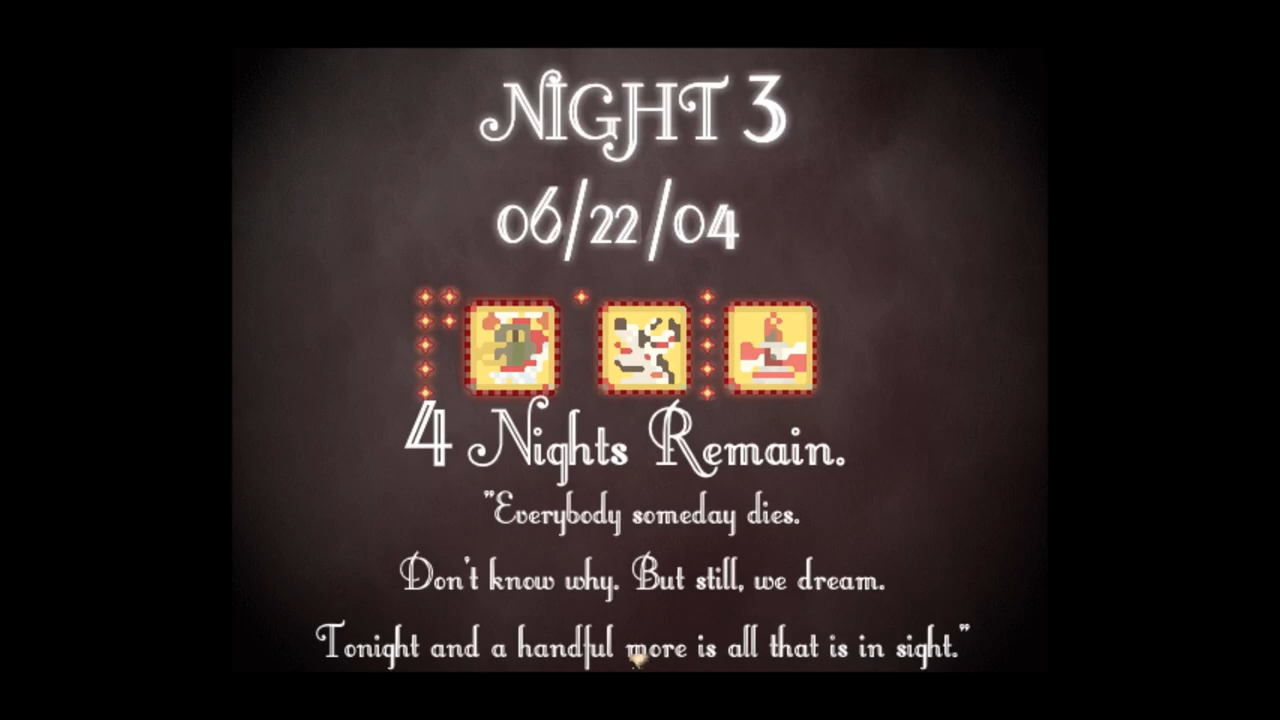 NIGHT 3
06/22/04
4 Nights Remain.
"Everybody someday dies.
Don't know why. But still, we dream.
Tonight and a handful more is all that is in sight."